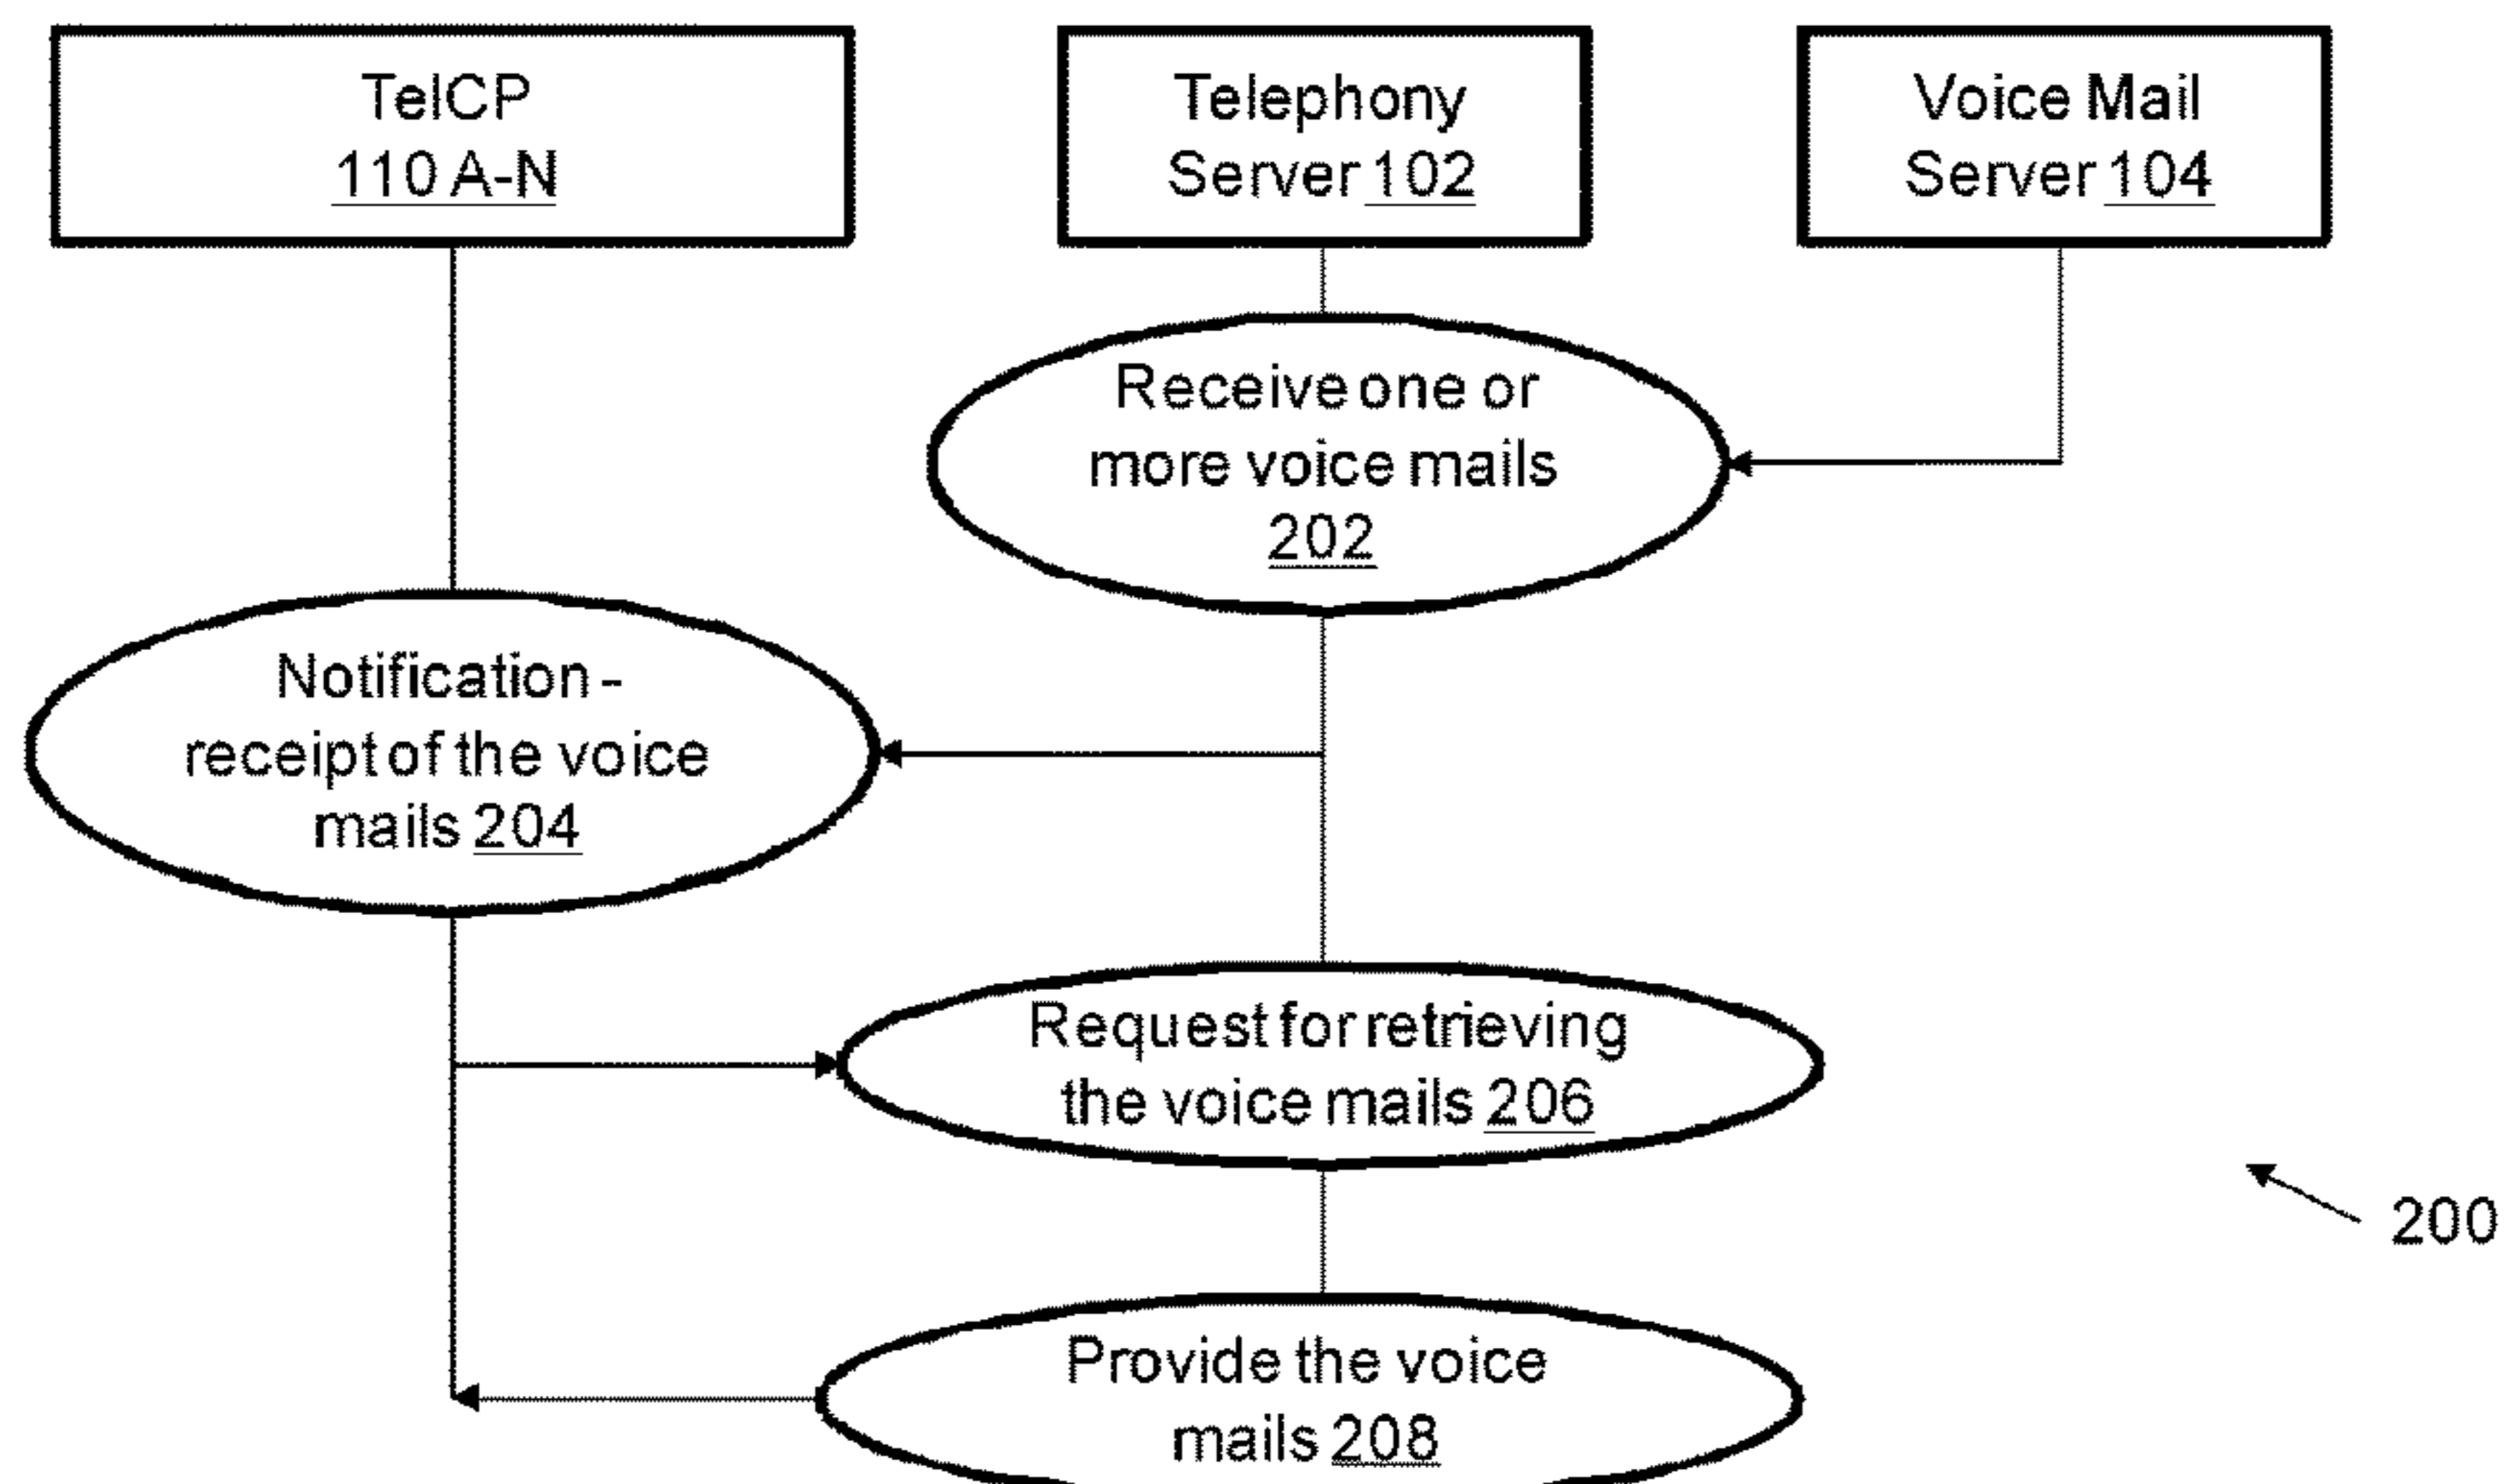 TelCP
110 A-N
Telephony
Server 102
Voice Mail
Server 104
Receive one or
more voice mails
202
Notification -
receipt of the voice
mails 204
Request for retrieving
the voice mails 206
200
Provide the voice
mails 208